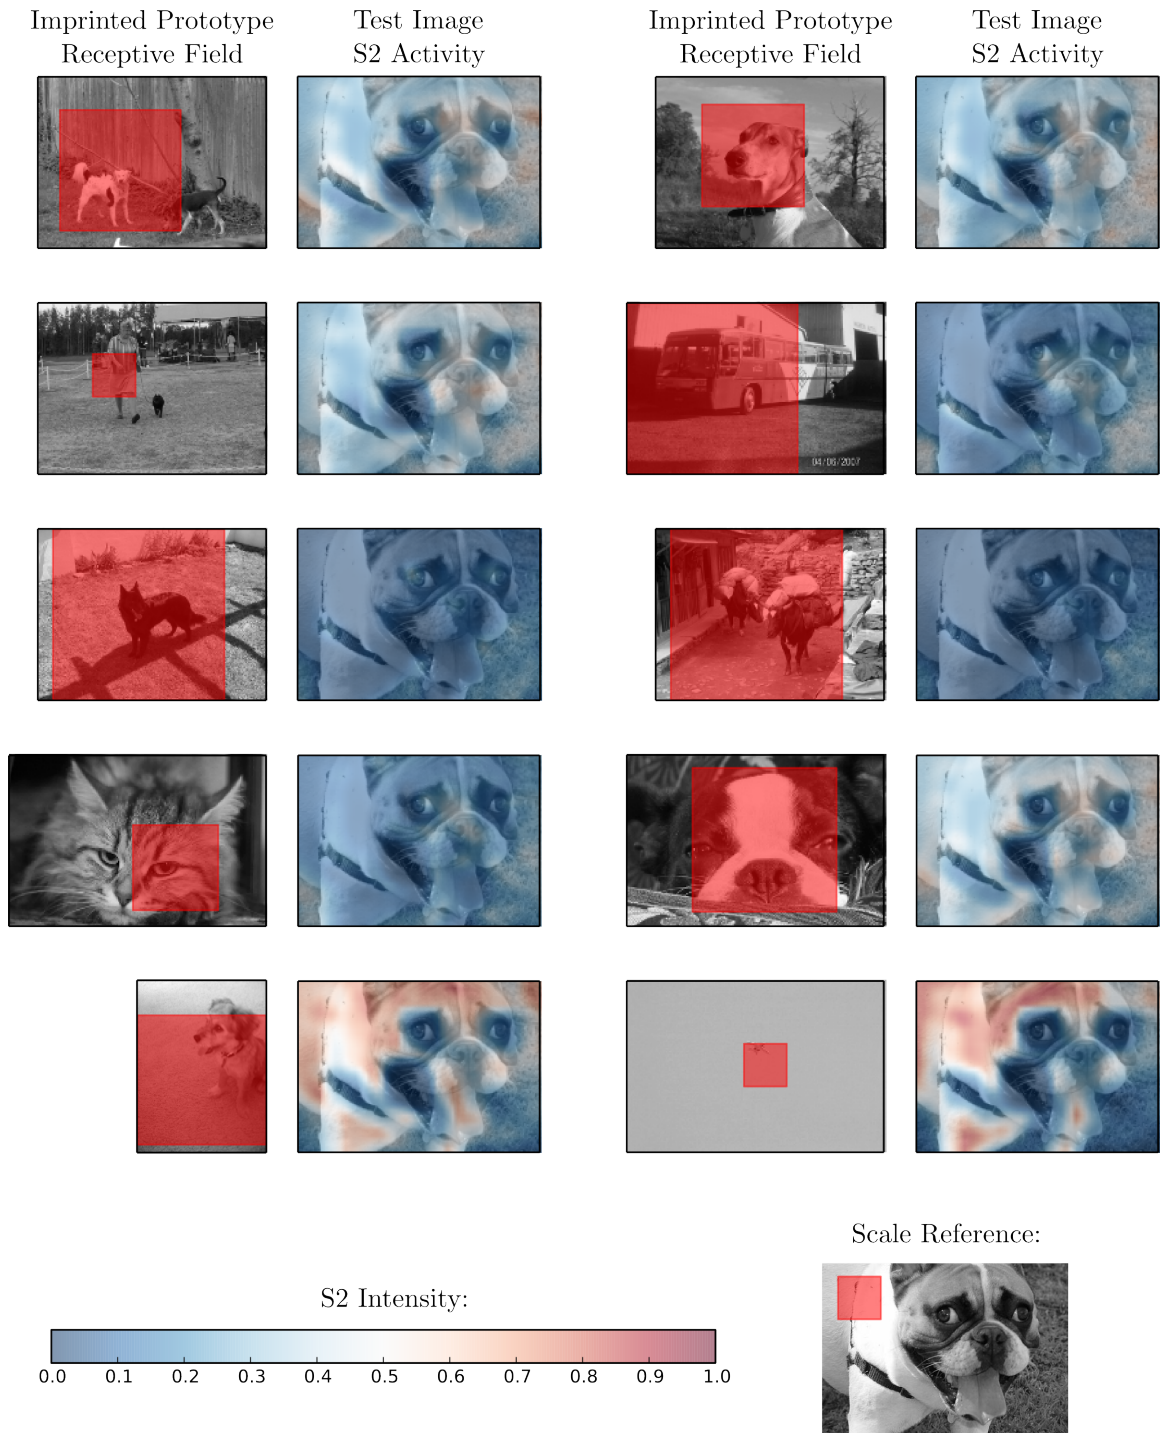 Imprinted Prototype
Receptive Field
Test Image
S2 Activity
Imprinted Prototype
Receptive Field
Test Image
S2 Activity
04/06/2007
Scale Reference:
S2 Intensity:
0.0 0.1 0.2 0.3 0.4 0.5 0.6 0.7 0.8 0.9 1.0